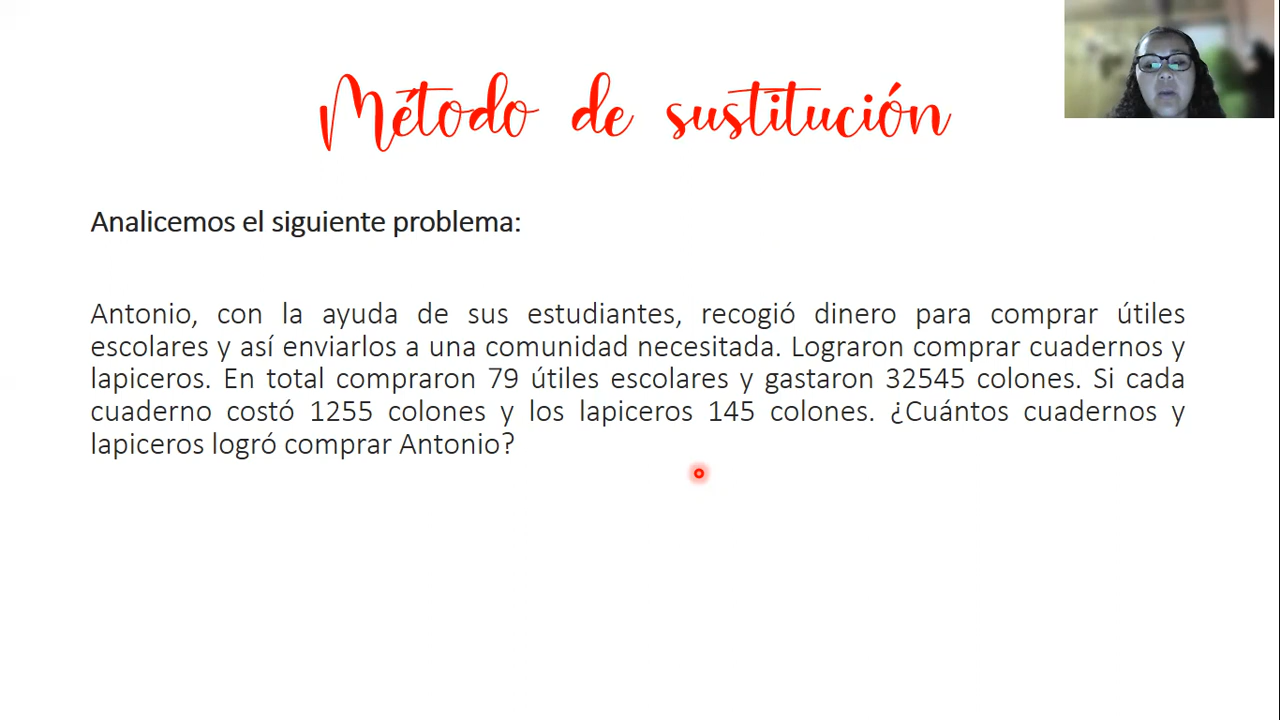 Método de sustitución
Analicemos el siguiente problema:
Antonio, con la ayuda de sus estudiantes, recogió dinero para comprar útiles
escolares y así enviarlos a una comunidad necesitada. Lograron comprar cuadernos y
lapiceros. En total compraron 79 útiles escolares y gastaron 32545 colones. Si cada
cuaderno costó 1255 colones y los lapiceros 145 colones. ¿Cuántos cuadernos y
lapiceros logró comprar Antonio?